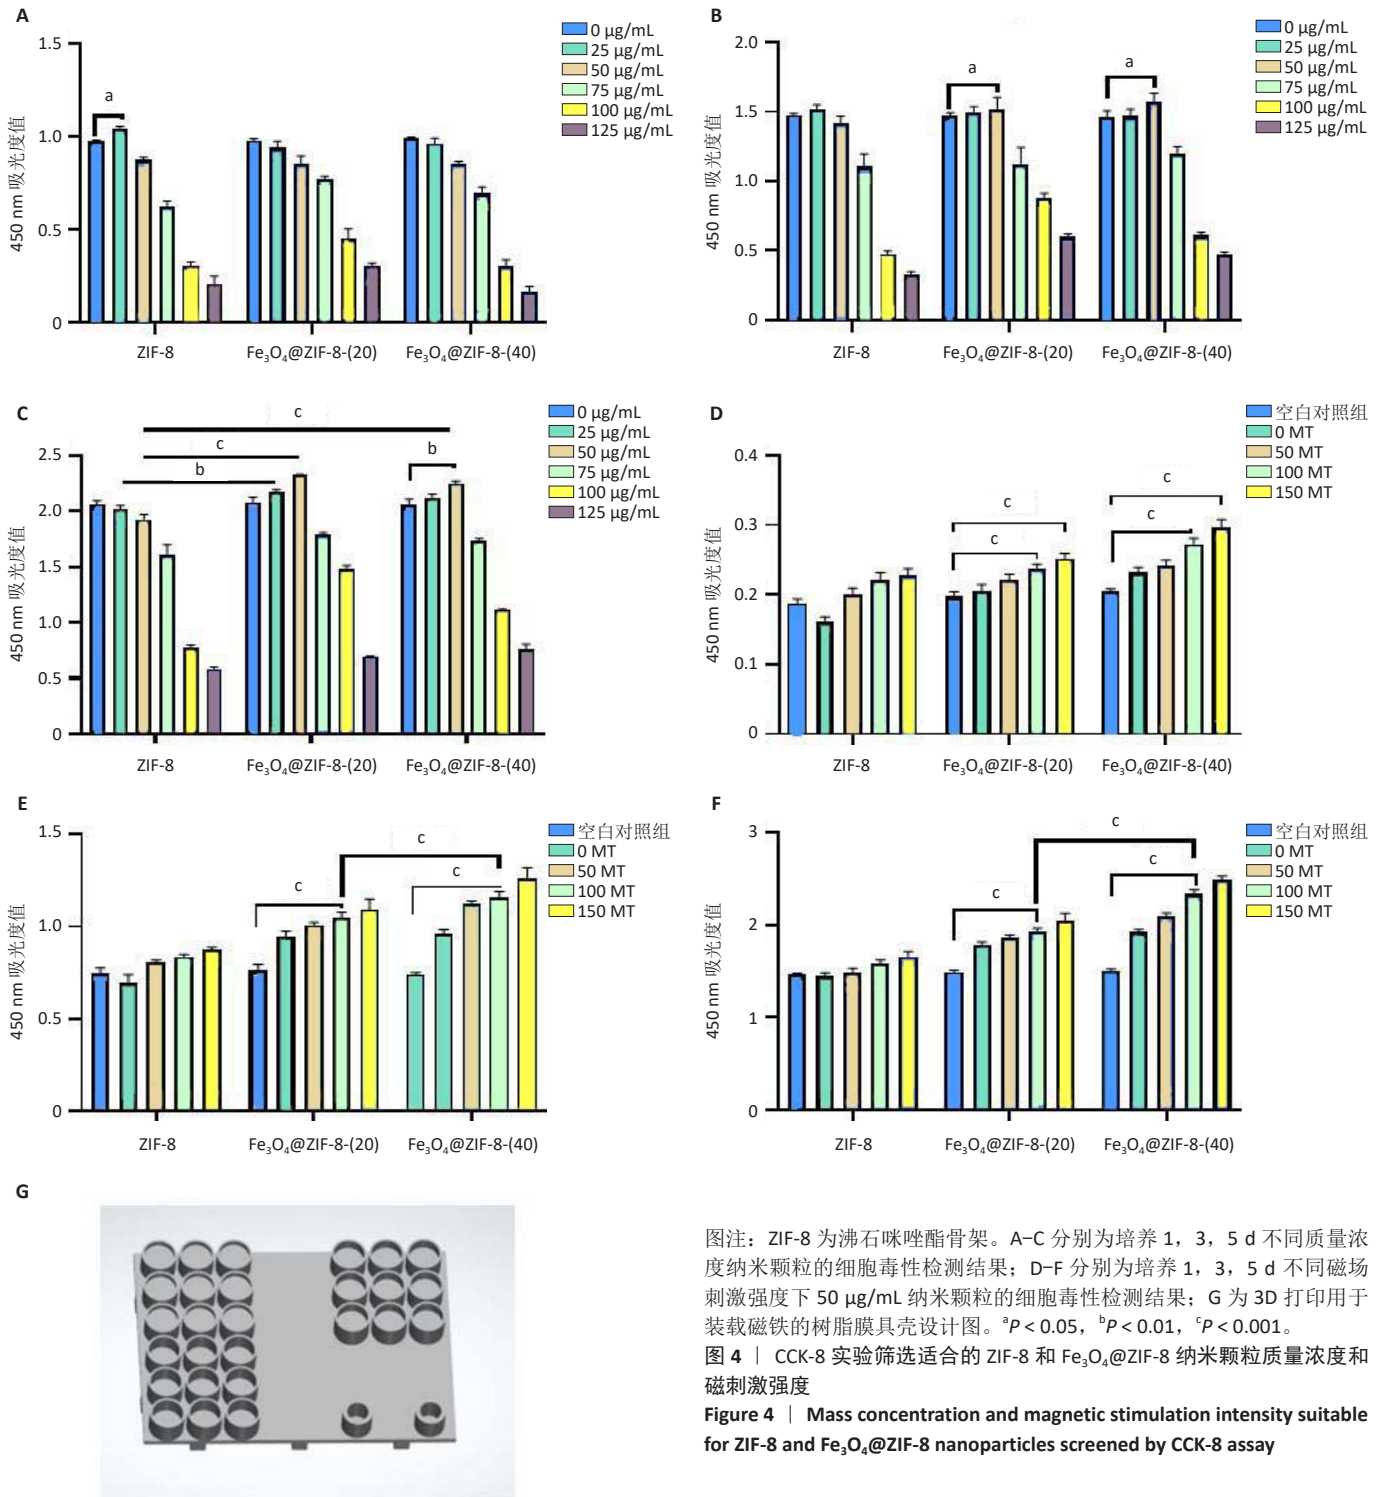 A
1.5
1.0
0.5
0
450 nm 吸光度值
a
0 μg/mL
25 μg/mL
50 μg/mL
75 μg/mL
100 μg/mL
125 μg/mL
ZIF-8
Fe₃O₄@ZIF-8-(20)
Fe₃O₄@ZIF-8-(40)
B
2.0
1.5
1.0
0.5
0
450 nm 吸光度值
a
a
0 μg/mL
25 μg/mL
50 μg/mL
75 μg/mL
100 μg/mL
125 μg/mL
ZIF-8
Fe₃O₄@ZIF-8-(20)
Fe₃O₄@ZIF-8-(40)
C
2.5
2.0
1.5
1.0
0.5
0
450 nm 吸光度值
c
c
b
b
0 μg/mL
25 μg/mL
50 μg/mL
75 μg/mL
100 μg/mL
125 μg/mL
ZIF-8
Fe₃O₄@ZIF-8-(20)
Fe₃O₄@ZIF-8-(40)
D
0.4
0.3
0.2
0.1
0
450 nm 吸光度值
c
c
c
c
空白对照组
0 MT
50 MT
100 MT
150 MT
ZIF-8
Fe₃O₄@ZIF-8-(20)
Fe₃O₄@ZIF-8-(40)
E
1.5
1.0
0.5
0
450 nm 吸光度值
c
c
c
空白对照组
0 MT
50 MT
100 MT
150 MT
ZIF-8
Fe₃O₄@ZIF-8-(20)
Fe₃O₄@ZIF-8-(40)
F
3
2
1
0
450 nm 吸光度值
c
c
c
空白对照组
0 MT
50 MT
100 MT
150 MT
ZIF-8
Fe₃O₄@ZIF-8-(20)
Fe₃O₄@ZIF-8-(40)
G
图注：ZIF-8 为沸石咪唑酯骨架。A-C 分别为培养 1，3，5 d 不同质量浓
度纳米颗粒的细胞毒性检测结果；D-F 分别为培养 1，3，5 d 不同磁场
刺激强度下 50 μg/mL 纳米颗粒的细胞毒性检测结果；G 为 3D 打印用于
装载磁铁的树脂膜具壳设计图。ᵃP < 0.05，ᵇP < 0.01，ᶜP < 0.001。
图 4 ｜ CCK-8 实验筛选适合的 ZIF-8 和 Fe₃O₄@ZIF-8 纳米颗粒质量浓度和
磁刺激强度
Figure 4 ｜ Mass concentration and magnetic stimulation intensity suitable
for ZIF-8 and Fe₃O₄@ZIF-8 nanoparticles screened by CCK-8 assay